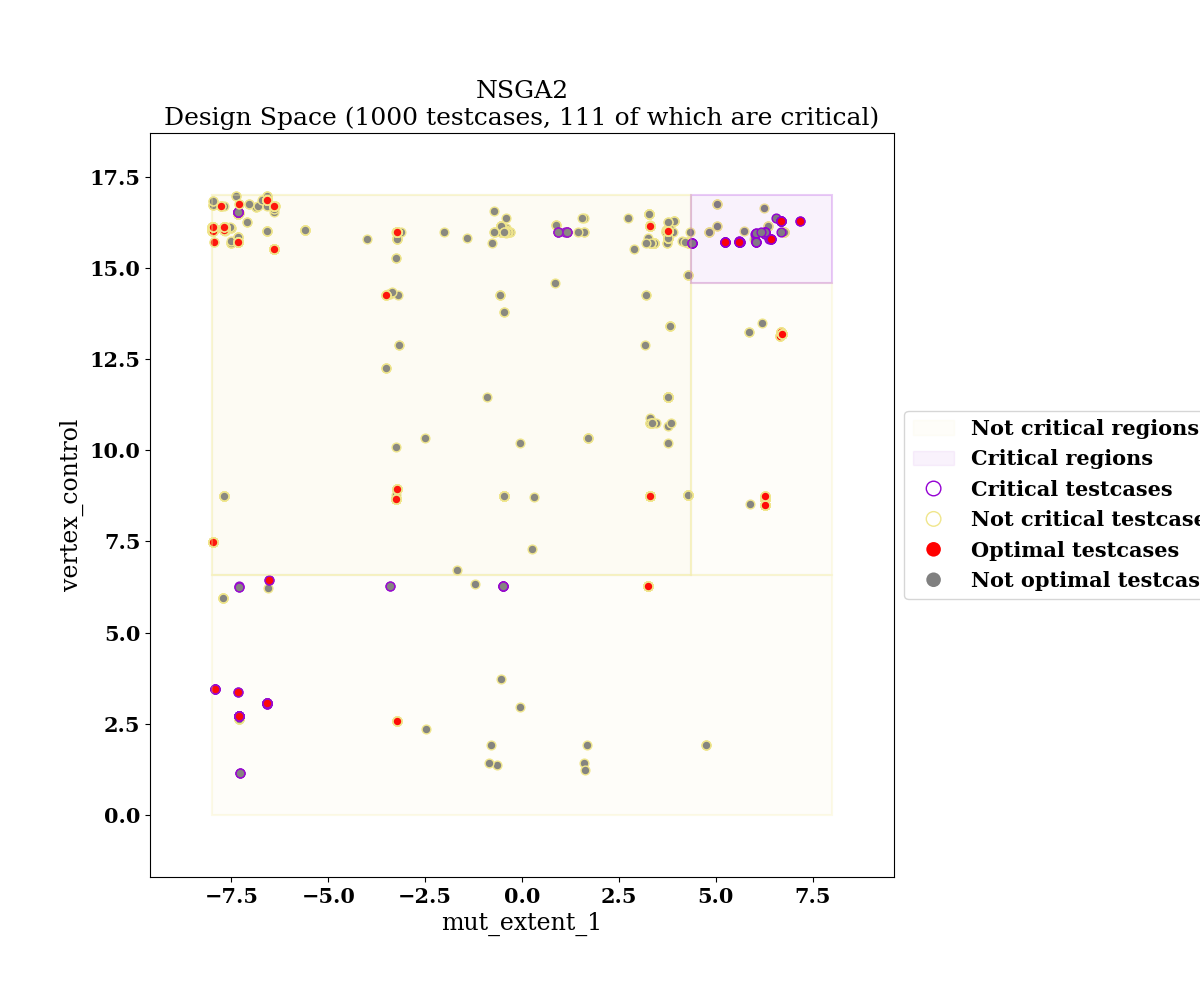 NSGA2
Design Space (1000 testcases, 111 of which are critical)
17.5
15.0
12.5
10.0
7.5
5.0
2.5
0.0
vertex_control
−7.5 −5.0 −2.5 0.0 2.5 5.0 7.5
mut_extent_1
Not critical regions
Critical regions
Critical testcases
Not critical testcase
Optimal testcases
Not optimal testcas